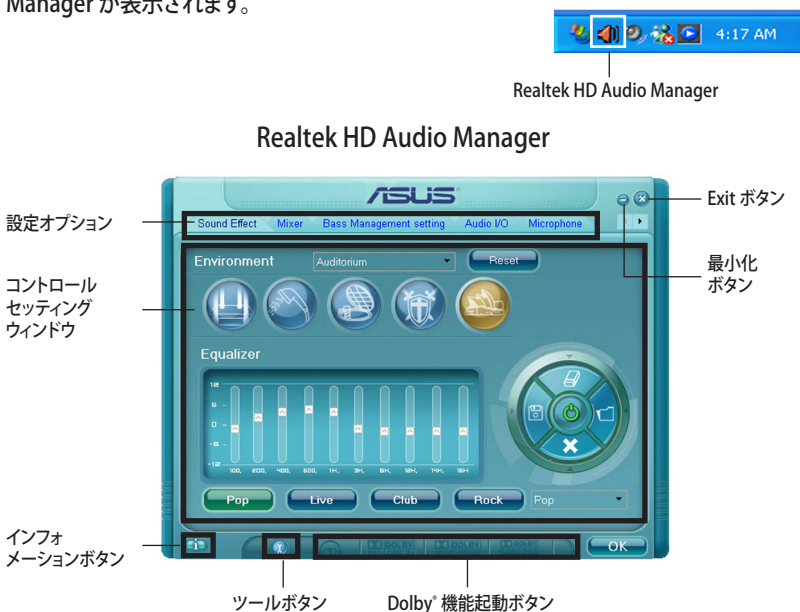 Manager が表示されます。
4:17 AM
Realtek HD Audio Manager
Realtek HD Audio Manager
ASUS
設定オプション
Sound Effect Mixer Bass Management setting Audio I/O Microphone
Exit ボタン
最小化
ボタン
コントロール
セッティング
ウィンドウ
Environment Auditorium Reset
Equalizer
12
6
0
-6
-12
100, 200, 400, 600, 1K, 3K, 6K, 12K, 14K, 16K
Pop Live Club Rock Pop
インフォ
メーションボタン
i
DOLBY DOLBY DOLBY
OK
ツールボタン
Dolby® 機能起動ボタン